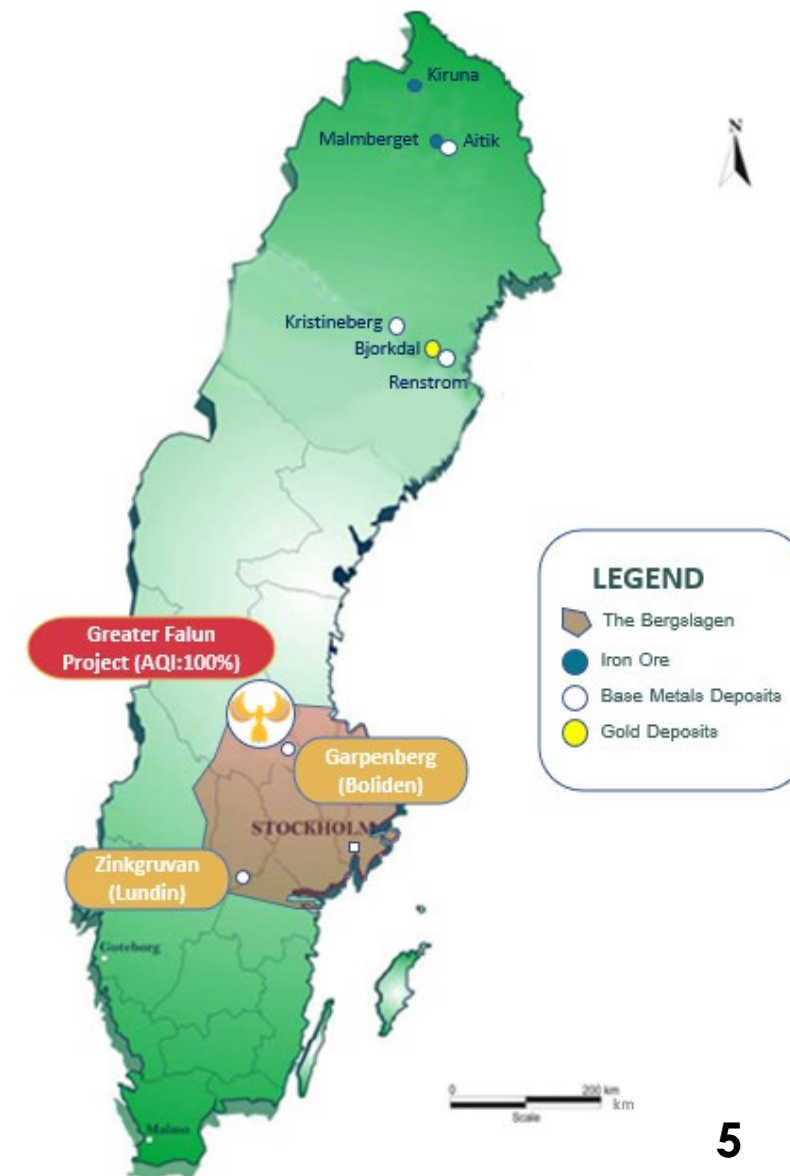 Kiruna
Malmberget
Aitik
N
Kristineberg
Bjorkdal
Renstrom
LEGEND
The Bergslagen
Iron Ore
Base Metals Deposits
Gold Deposits
Greater Falun
Project (AQI:100%)
Garpenberg
(Boliden)
STOCKHOLM
Zinkgruvan
(Lundin)
Goteborg
Malmo
0 200 km
km
Scale
5